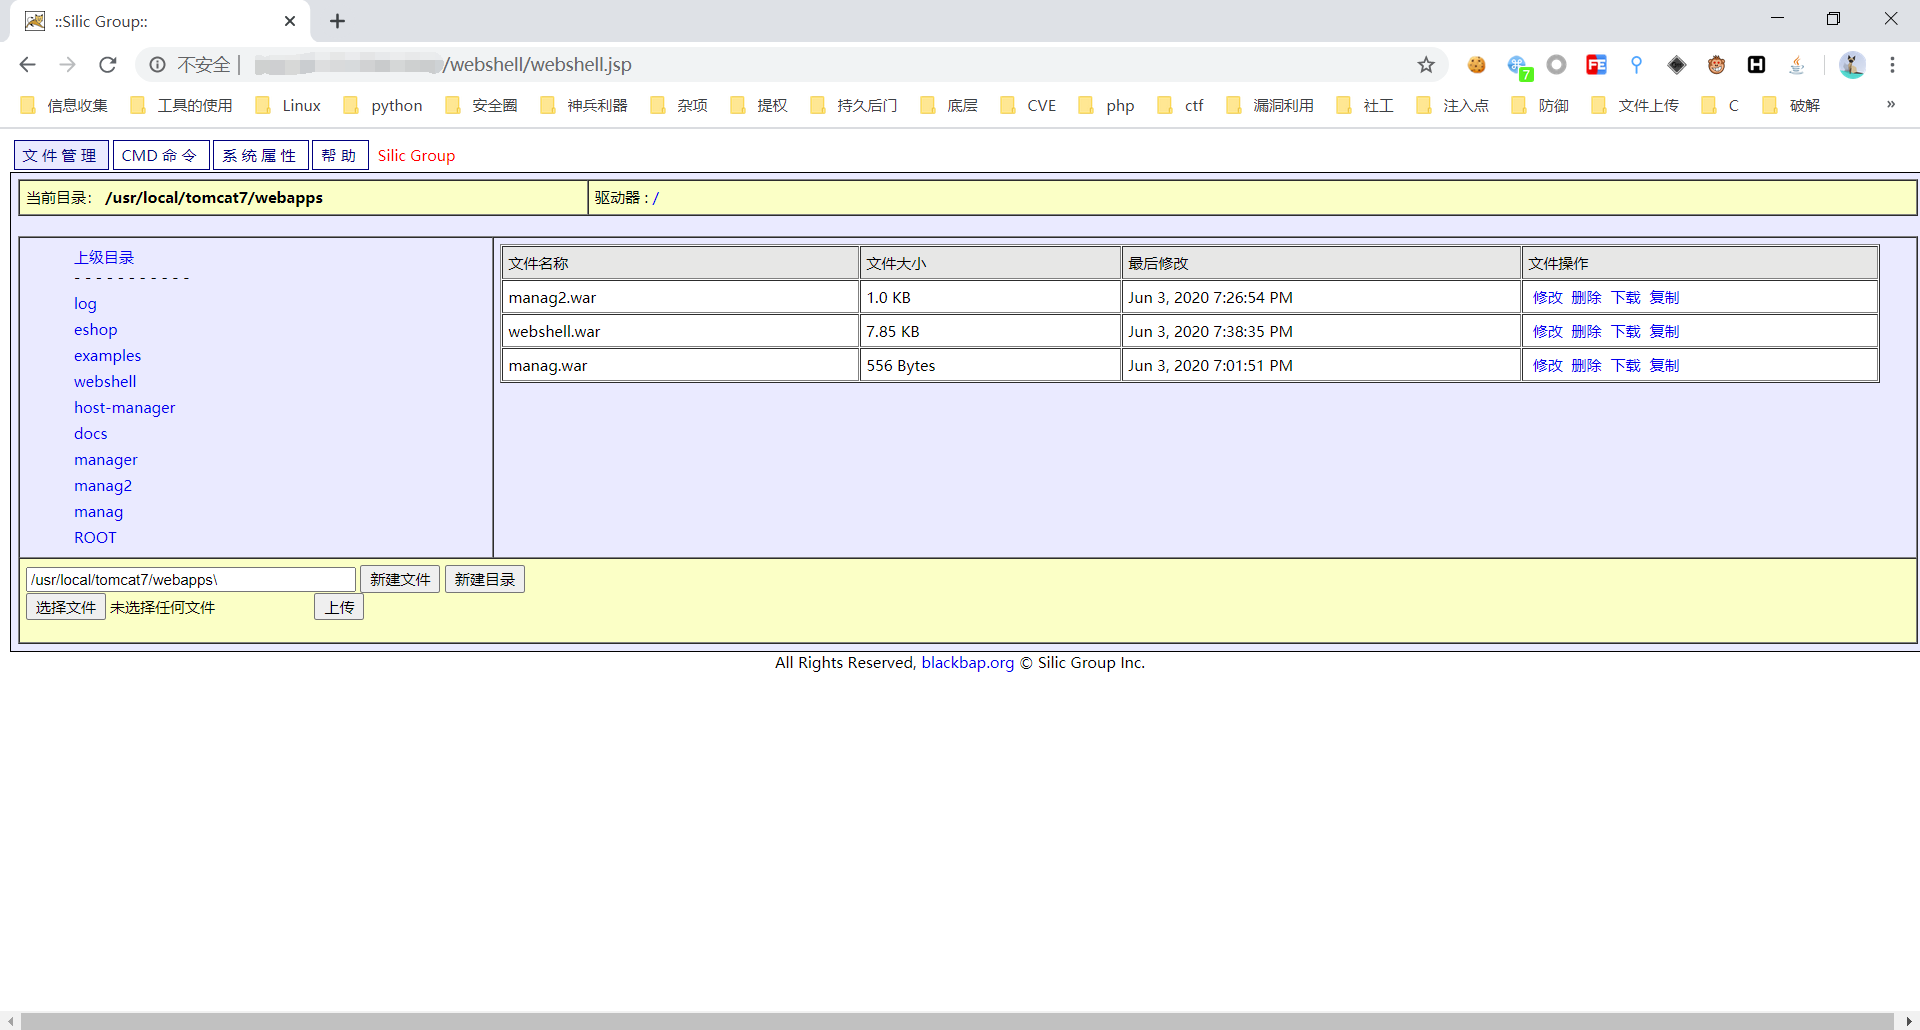 ::Silic Group::
不安全 | /webshell/webshell.jsp
7
FE
H
信息收集 工具的使用 Linux python 安全圈 神兵利器 杂项 提权 持久后门 底层 CVE php ctf 漏洞利用 社工 注入点 防御 文件上传 C 破解 »
文件管理 CMD命令 系统属性 帮助 Silic Group
当前目录： /usr/local/tomcat7/webapps 驱动器 : /
上级目录
- - - - - - - - - - -
log
eshop
examples
webshell
host-manager
docs
manager
manag2
manag
ROOT
文件名称 文件大小 最后修改 文件操作
manag2.war 1.0 KB Jun 3, 2020 7:26:54 PM 修改 删除 下载 复制
webshell.war 7.85 KB Jun 3, 2020 7:38:35 PM 修改 删除 下载 复制
manag.war 556 Bytes Jun 3, 2020 7:01:51 PM 修改 删除 下载 复制
/usr/local/tomcat7/webapps\ 新建文件 新建目录
选择文件 未选择任何文件 上传
All Rights Reserved, blackbap.org © Silic Group Inc.